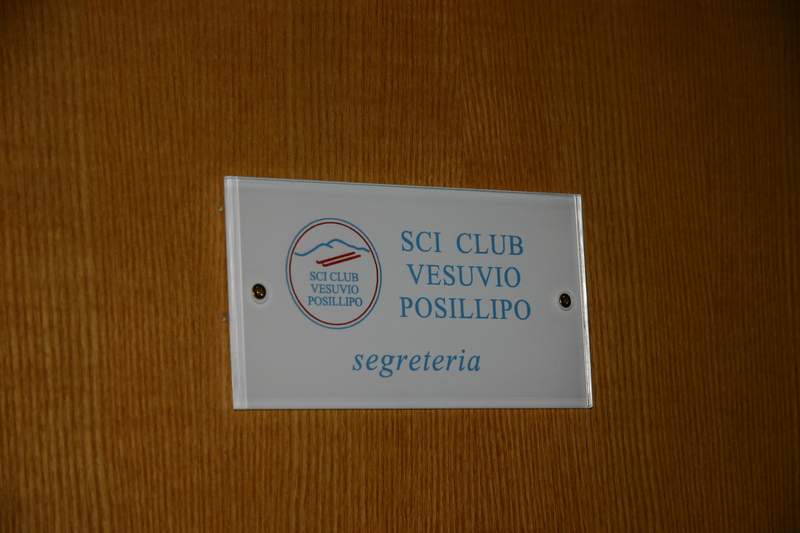 SCI CLUB
VESUVIO
POSILLIPO
SCI CLUB
VESUVIO
POSILLIPO
segreteria